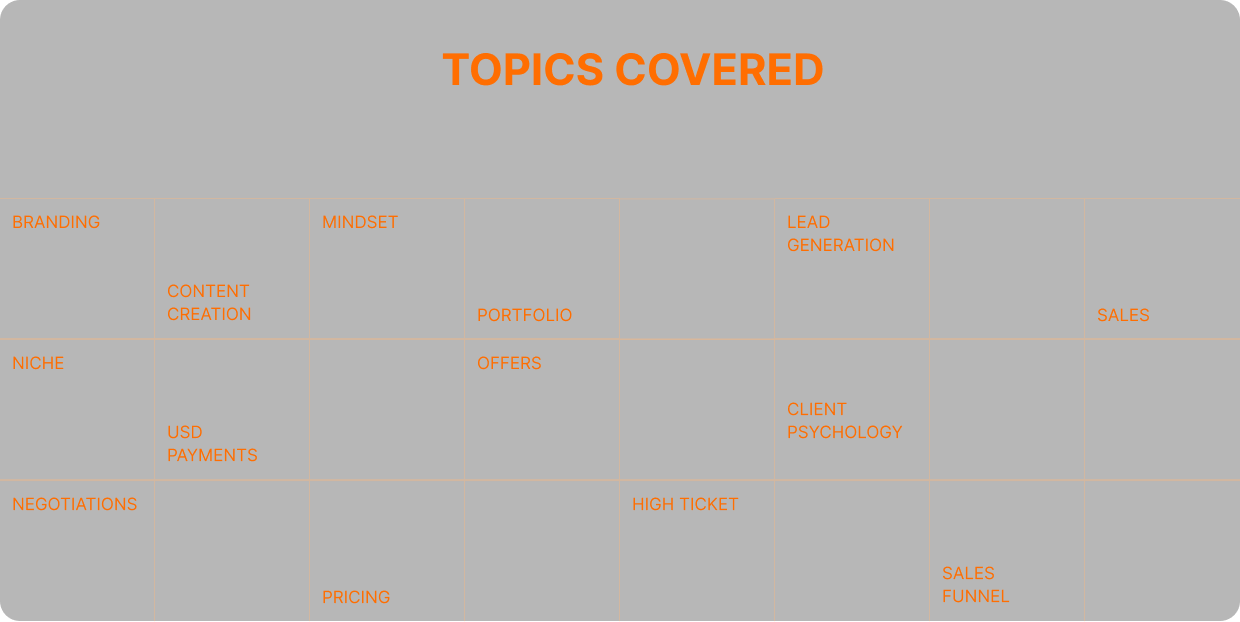 TOPICS COVERED
BRANDING
CONTENT
CREATION
MINDSET
PORTFOLIO
LEAD
GENERATION
SALES
NICHE
USD
PAYMENTS
OFFERS
CLIENT
PSYCHOLOGY
NEGOTIATIONS
PRICING
HIGH TICKET
SALES
FUNNEL